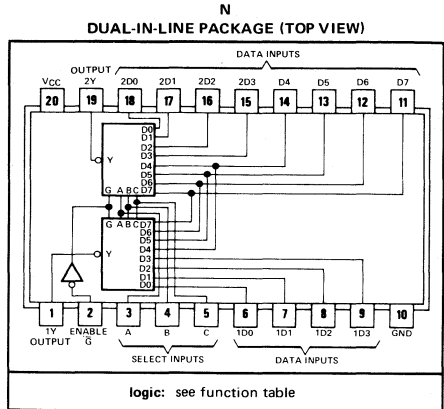 N
DUAL-IN-LINE PACKAGE (TOP VIEW)
DATA INPUTS
OUTPUT
VCC 2Y 2D0 2D1 2D2 2D3 D4 D5 D6 D7
20 19 18 17 16 15 14 13 12 11
D0
D1
D2
D3
Y D4
D5
D6
G A B C D7
G A B C D7
D6
Y D5
D4
D3
D2
D1
D0
1 2 3 4 5 6 7 8 9 10
1Y ENABLE A B C 1D0 1D1 1D2 1D3 GND
OUTPUT G̅
SELECT INPUTS DATA INPUTS
logic: see function table